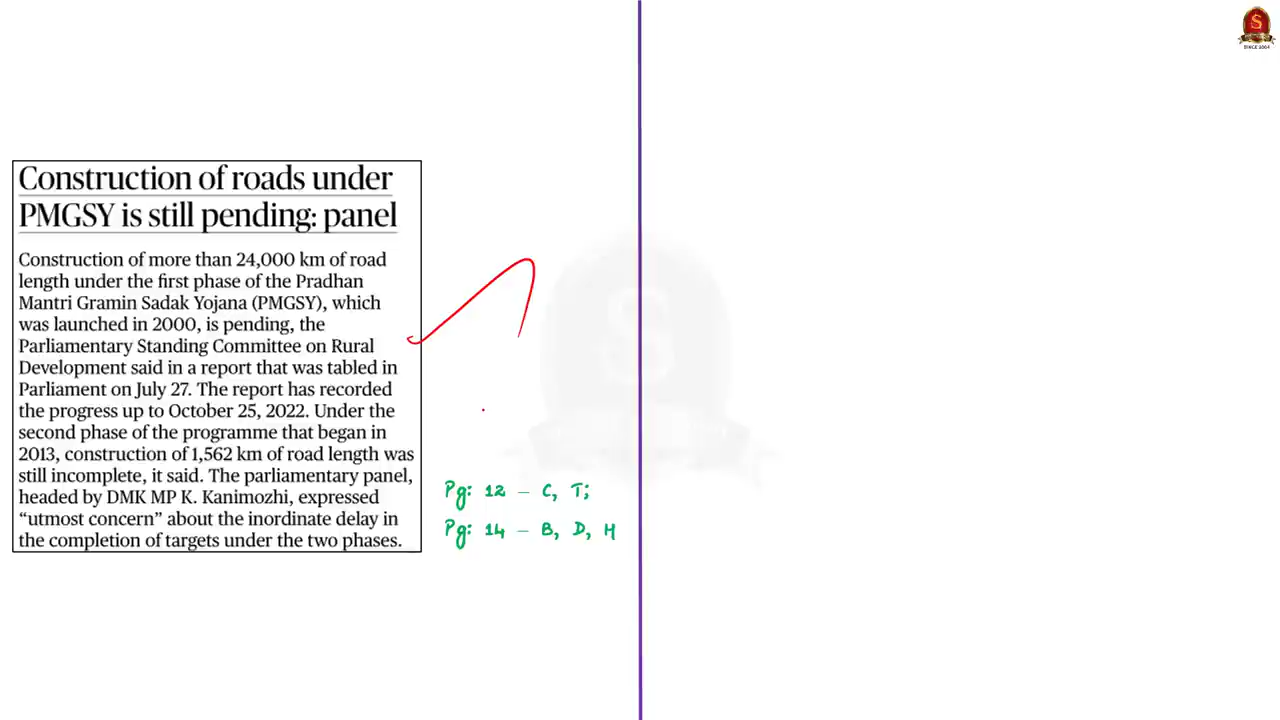 SINCE 2004
Construction of roads under
PMGSY is still pending: panel
Construction of more than 24,000 km of road
length under the first phase of the Pradhan
Mantri Gramin Sadak Yojana (PMGSY), which
was launched in 2000, is pending, the
Parliamentary Standing Committee on Rural
Development said in a report that was tabled in
Parliament on July 27. The report has recorded
the progress up to October 25, 2022. Under the
second phase of the programme that began in
2013, construction of 1,562 km of road length was
still incomplete, it said. The parliamentary panel,
headed by DMK MP K. Kanimozhi, expressed
“utmost concern” about the inordinate delay in
the completion of targets under the two phases.
Pg: 12 – C, T;
Pg: 14 – B, D, H